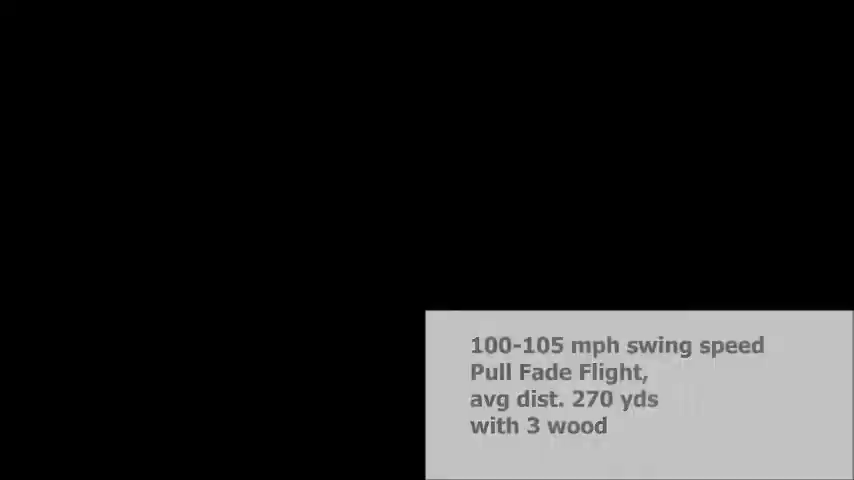 100-105 mph swing speed
Pull Fade Flight,
avg dist. 270 yds
with 3 wood